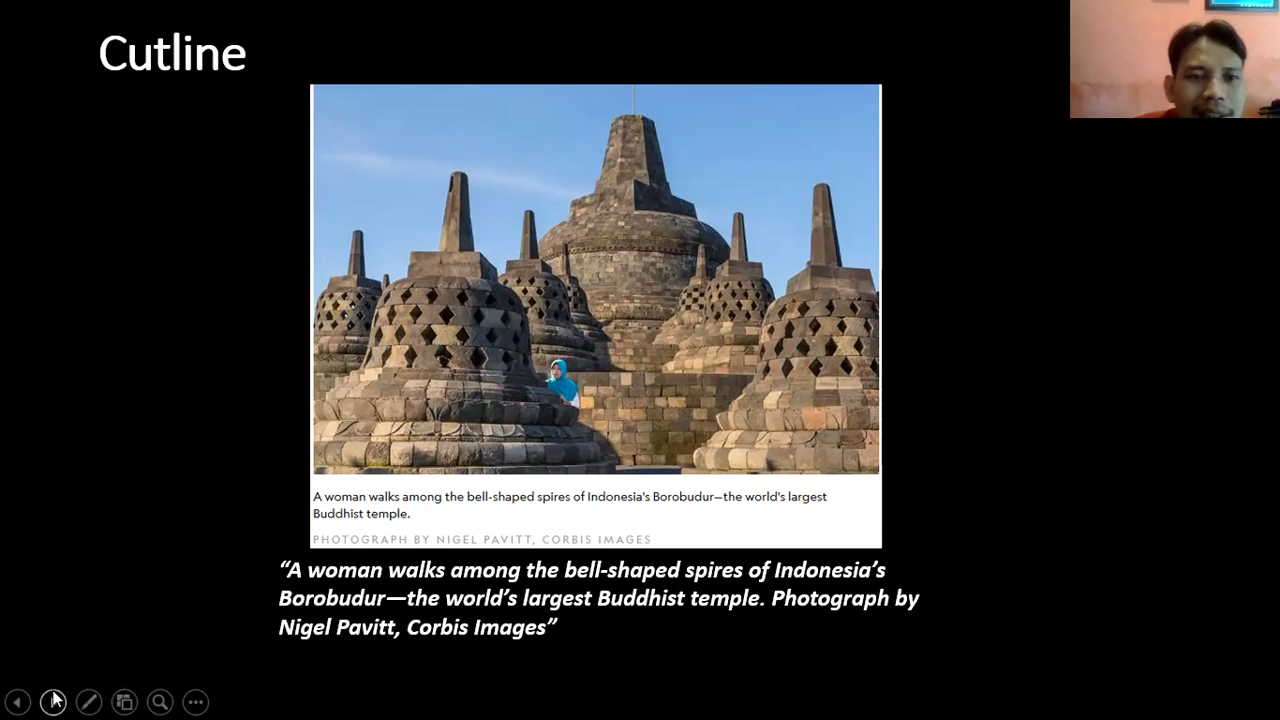 Cutline
A woman walks among the bell-shaped spires of Indonesia's Borobudur—the world's largest
Buddhist temple.
PHOTOGRAPH BY NIGEL PAVITT, CORBIS IMAGES
“A woman walks among the bell-shaped spires of Indonesia’s
Borobudur—the world’s largest Buddhist temple. Photograph by
Nigel Pavitt, Corbis Images”